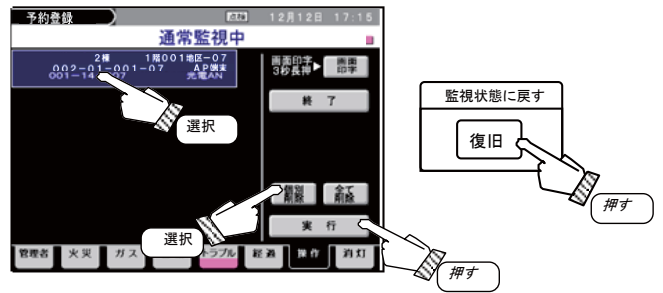 予約登録 点検 12月12日 17:15
通常監視中
2種 1階001地区-07
002-01-001-07 AP端末
001-14 07 光電AN
画面印字
3秒長押▶
画面
印字
終 了
選択
監視状態に戻す
復旧
押す
個別
削除
全て
削除
選択
実 行
管理者 火災 ガス トラブル 経過 操作 消灯
押す